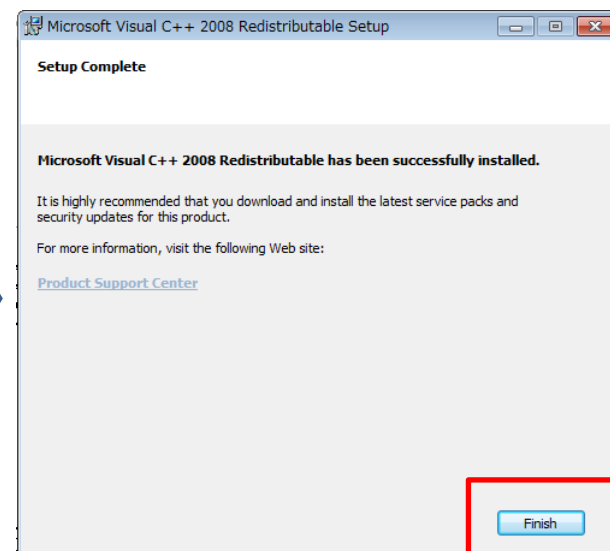 Microsoft Visual C++ 2008 Redistributable Setup
Setup Complete
Microsoft Visual C++ 2008 Redistributable has been successfully installed.
It is highly recommended that you download and install the latest service packs and
security updates for this product.
For more information, visit the following Web site:
Product Support Center
Finish